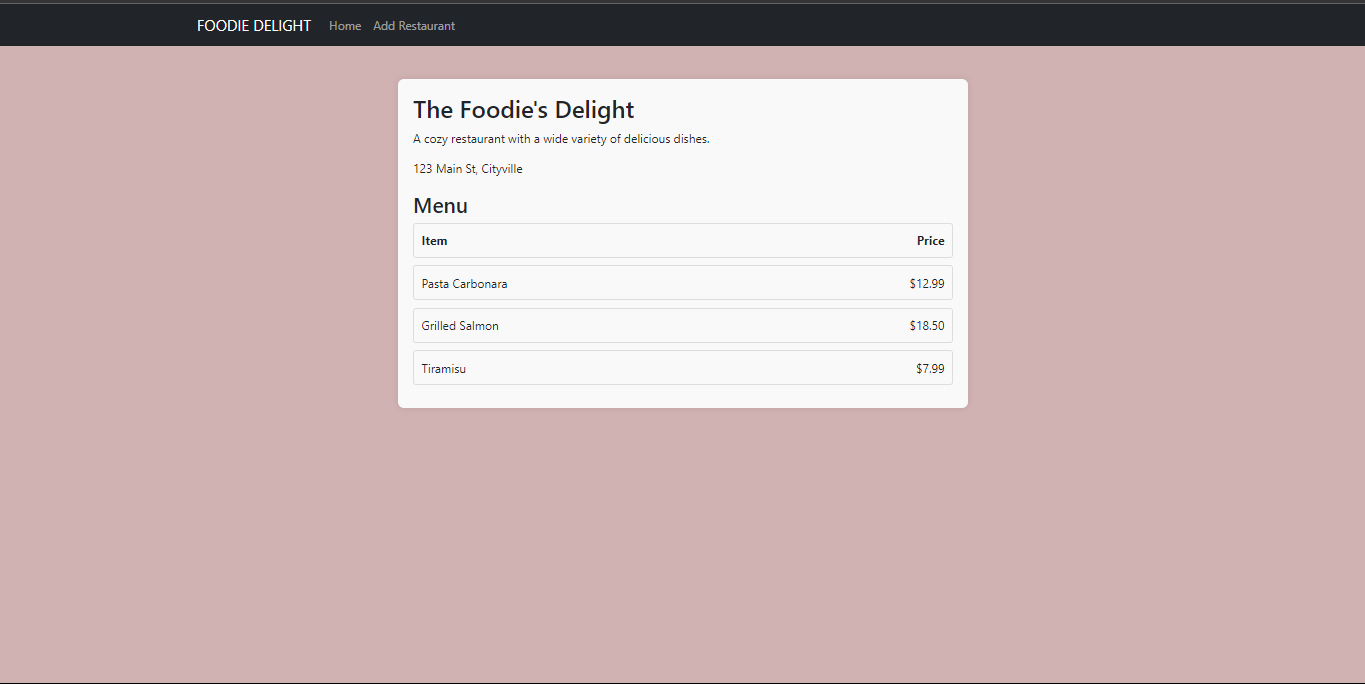 FOODIE DELIGHT Home Add Restaurant
The Foodie's Delight
A cozy restaurant with a wide variety of delicious dishes.
123 Main St, Cityville
Menu
Item Price
Pasta Carbonara $12.99
Grilled Salmon $18.50
Tiramisu $7.99